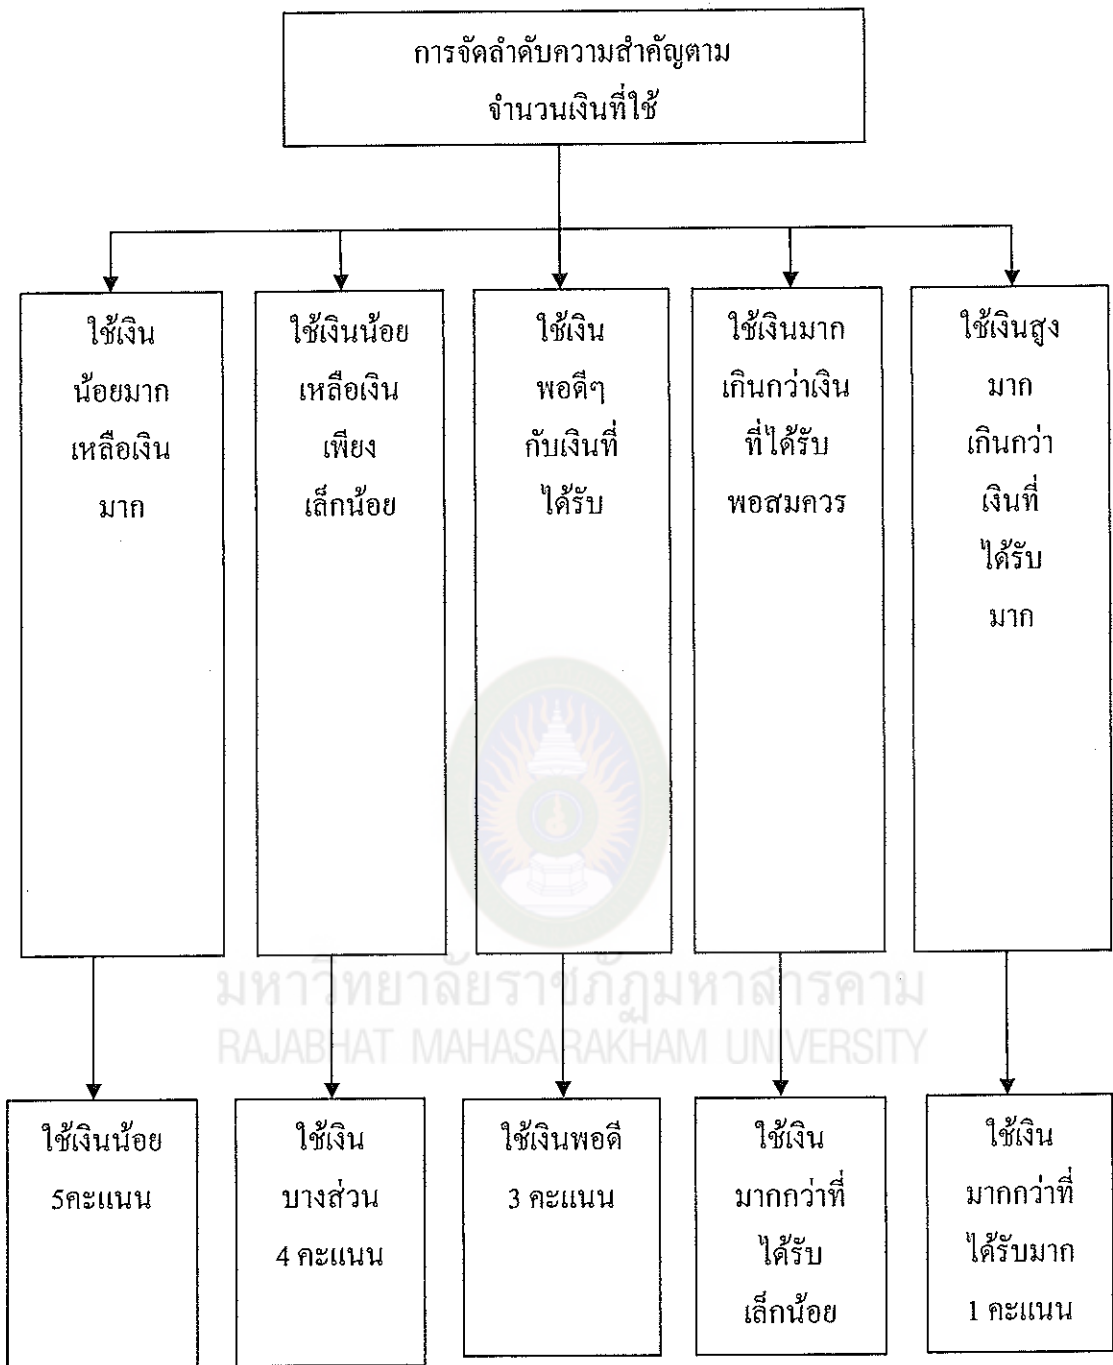 การจัดลำดับความสำคัญตาม
จำนวนเงินที่ใช้
ใช้เงิน
น้อยมาก
เหลือเงิน
มาก
ใช้เงินน้อย
เหลือเงิน
เพียง
เล็กน้อย
ใช้เงิน
พอดีๆ
กับเงินที่
ได้รับ
ใช้เงินมาก
เกินกว่าเงิน
ที่ได้รับ
พอสมควร
ใช้เงินสูง
มาก
เกินกว่า
เงินที่
ได้รับ
มาก
มหาวิทยาลัยราชภัฏมหาสารคาม
RAJABHAT MAHASARAKHAM UNIVERSITY
ใช้เงินน้อย
5คะแนน
ใช้เงิน
บางส่วน
4 คะแนน
ใช้เงินพอดี
3 คะแนน
ใช้เงิน
มากกว่าที่
ได้รับ
เล็กน้อย
ใช้เงิน
มากกว่าที่
ได้รับมาก
1 คะแนน